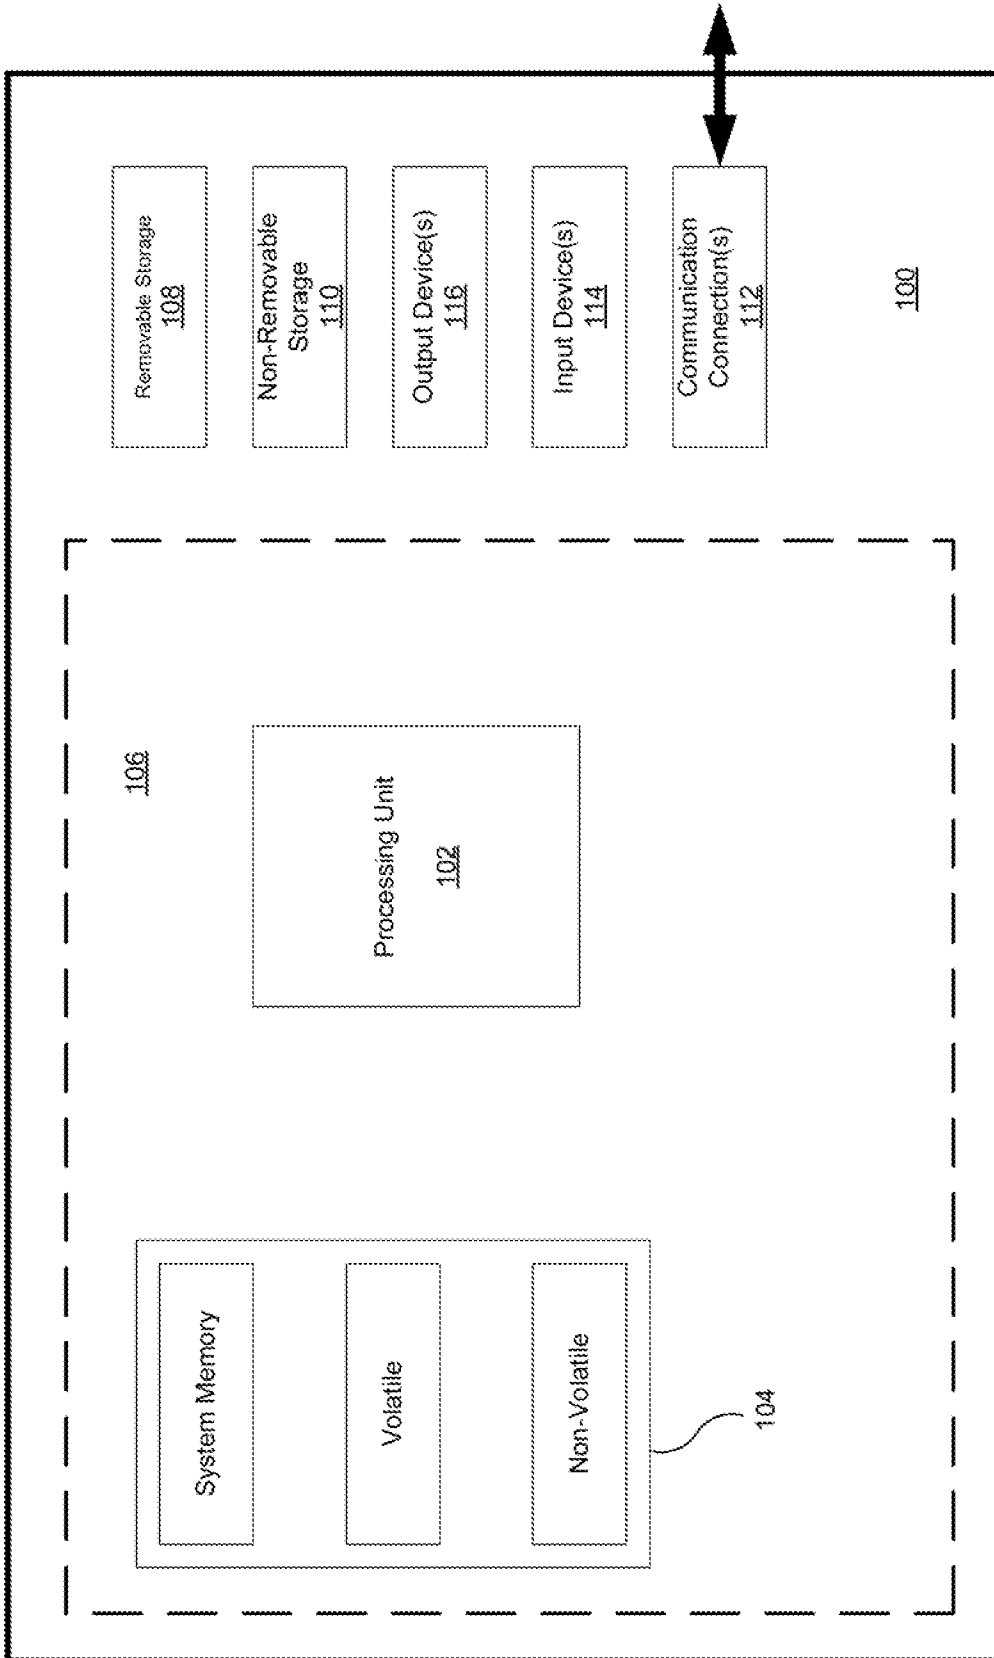 106
System Memory
Volatile
Non-Volatile
104
Processing Unit
102
Removable Storage
108
Non-Removable
Storage
110
Output Device(s)
116
Input Device(s)
114
Communication
Connection(s)
112
100